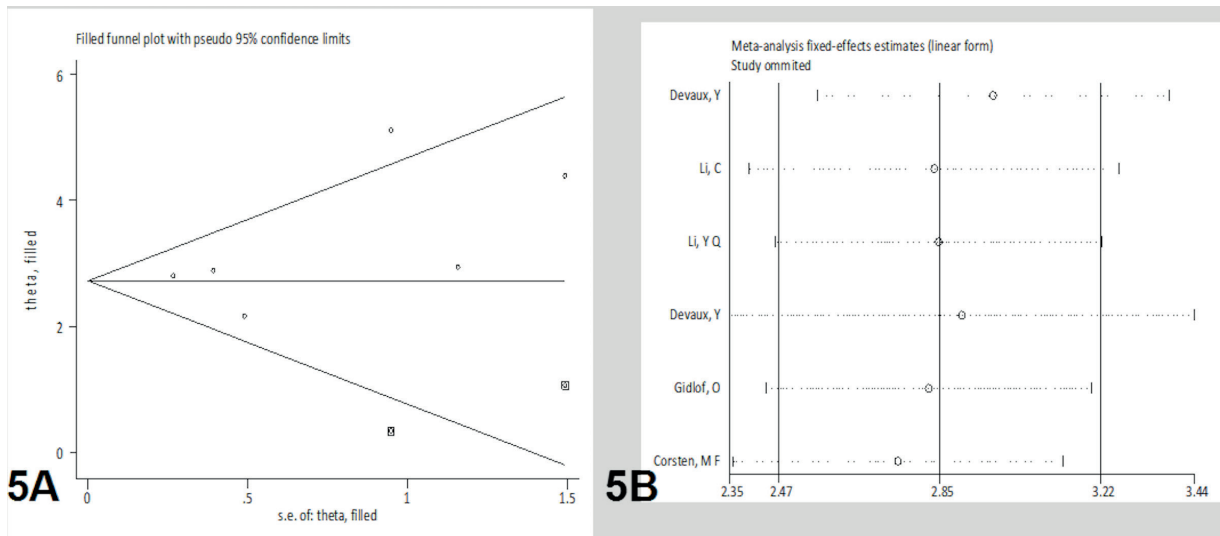 Filled funnel plot with pseudo 95% confidence limits
6
4
2
0
theta, filled
0
.5
1
1.5
s.e. of: theta, filled
5A
Meta-analysis fixed-effects estimates (linear form)
Study ommited
Devaux, Y
Li, C
Li, Y Q
Devaux, Y
Gidlof, O
Corsten, M F
2.35
2.47
2.85
3.22
3.44
5B